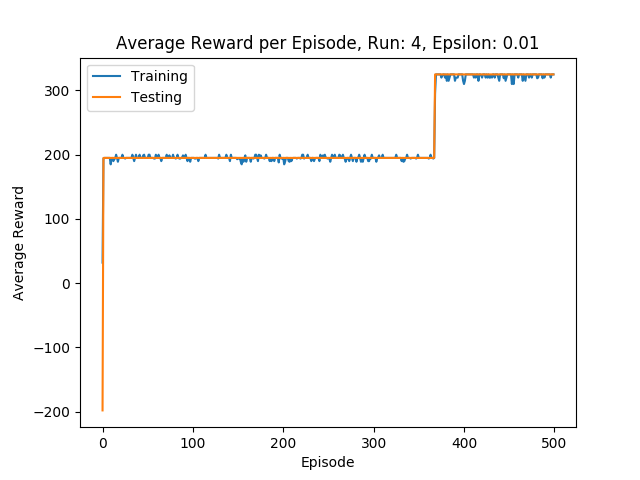 Average Reward per Episode, Run: 4, Epsilon: 0.01
Training
Testing
300
200
100
0
−100
−200
Average Reward
0 100 200 300 400 500
Episode